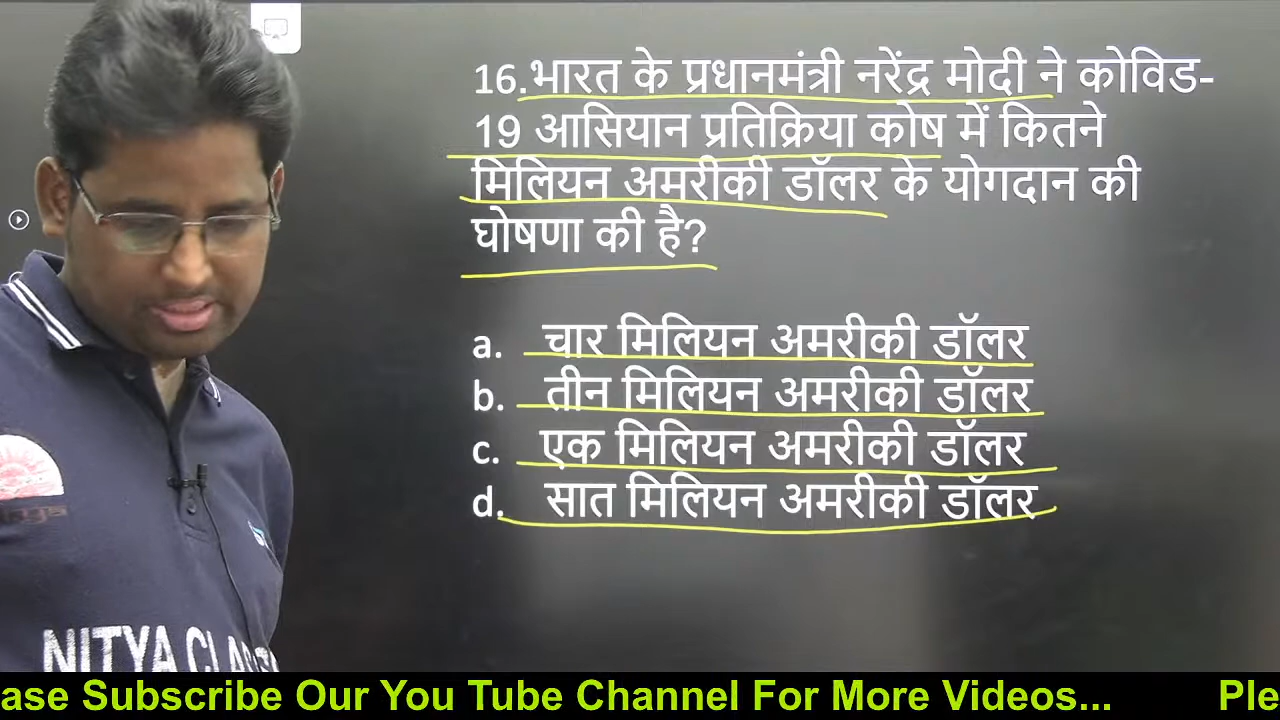 16.भारत के प्रधानमंत्री नरेंद्र मोदी ने कोविड-
19 आसियान प्रतिक्रिया कोष में कितने
मिलियन अमरीकी डॉलर के योगदान की
घोषणा की है?
a. चार मिलियन अमरीकी डॉलर
b. तीन मिलियन अमरीकी डॉलर
c. एक मिलियन अमरीकी डॉलर
d. सात मिलियन अमरीकी डॉलर
NITYA CLASS
ase Subscribe Our You Tube Channel For More Videos... Ple